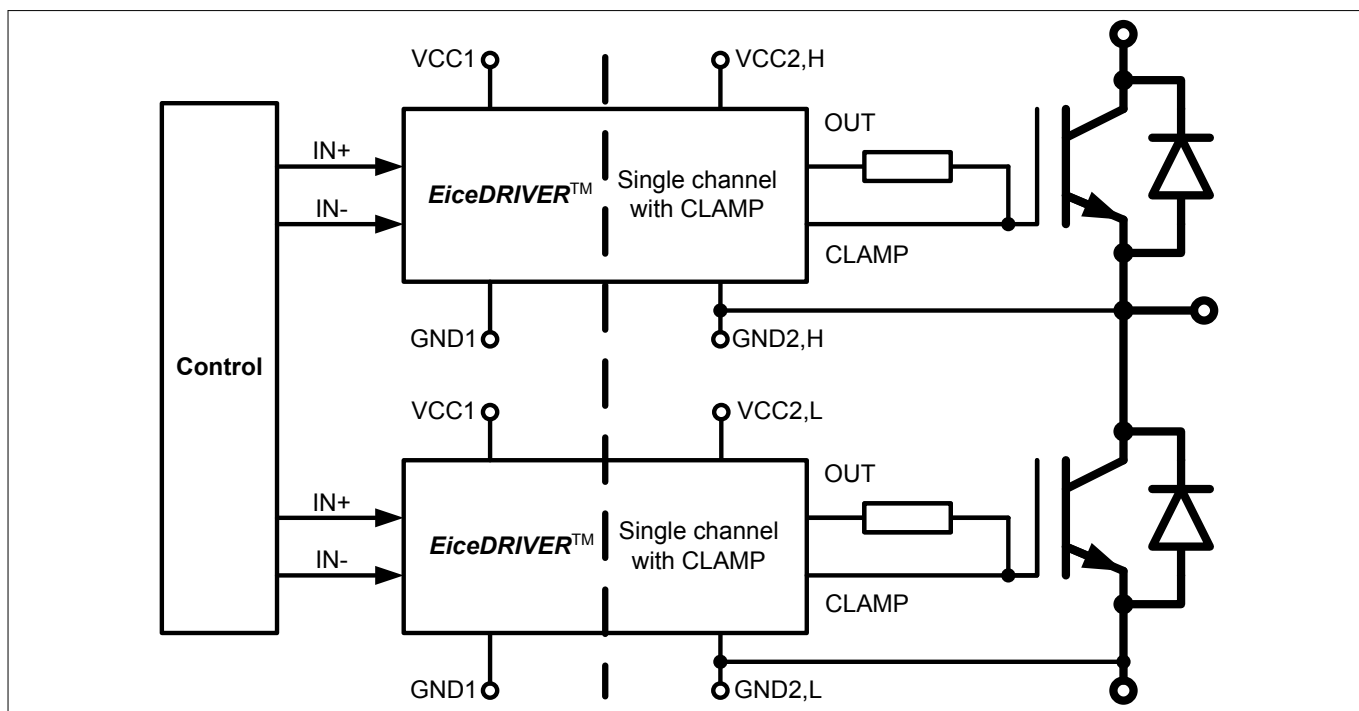 VCC1
VCC2,H
OUT
IN+
IN-
EiceDRIVER™
Single channel
with CLAMP
CLAMP
GND1
GND2,H
Control
VCC1
VCC2,L
OUT
IN+
IN-
EiceDRIVER™
Single channel
with CLAMP
CLAMP
GND1
GND2,L